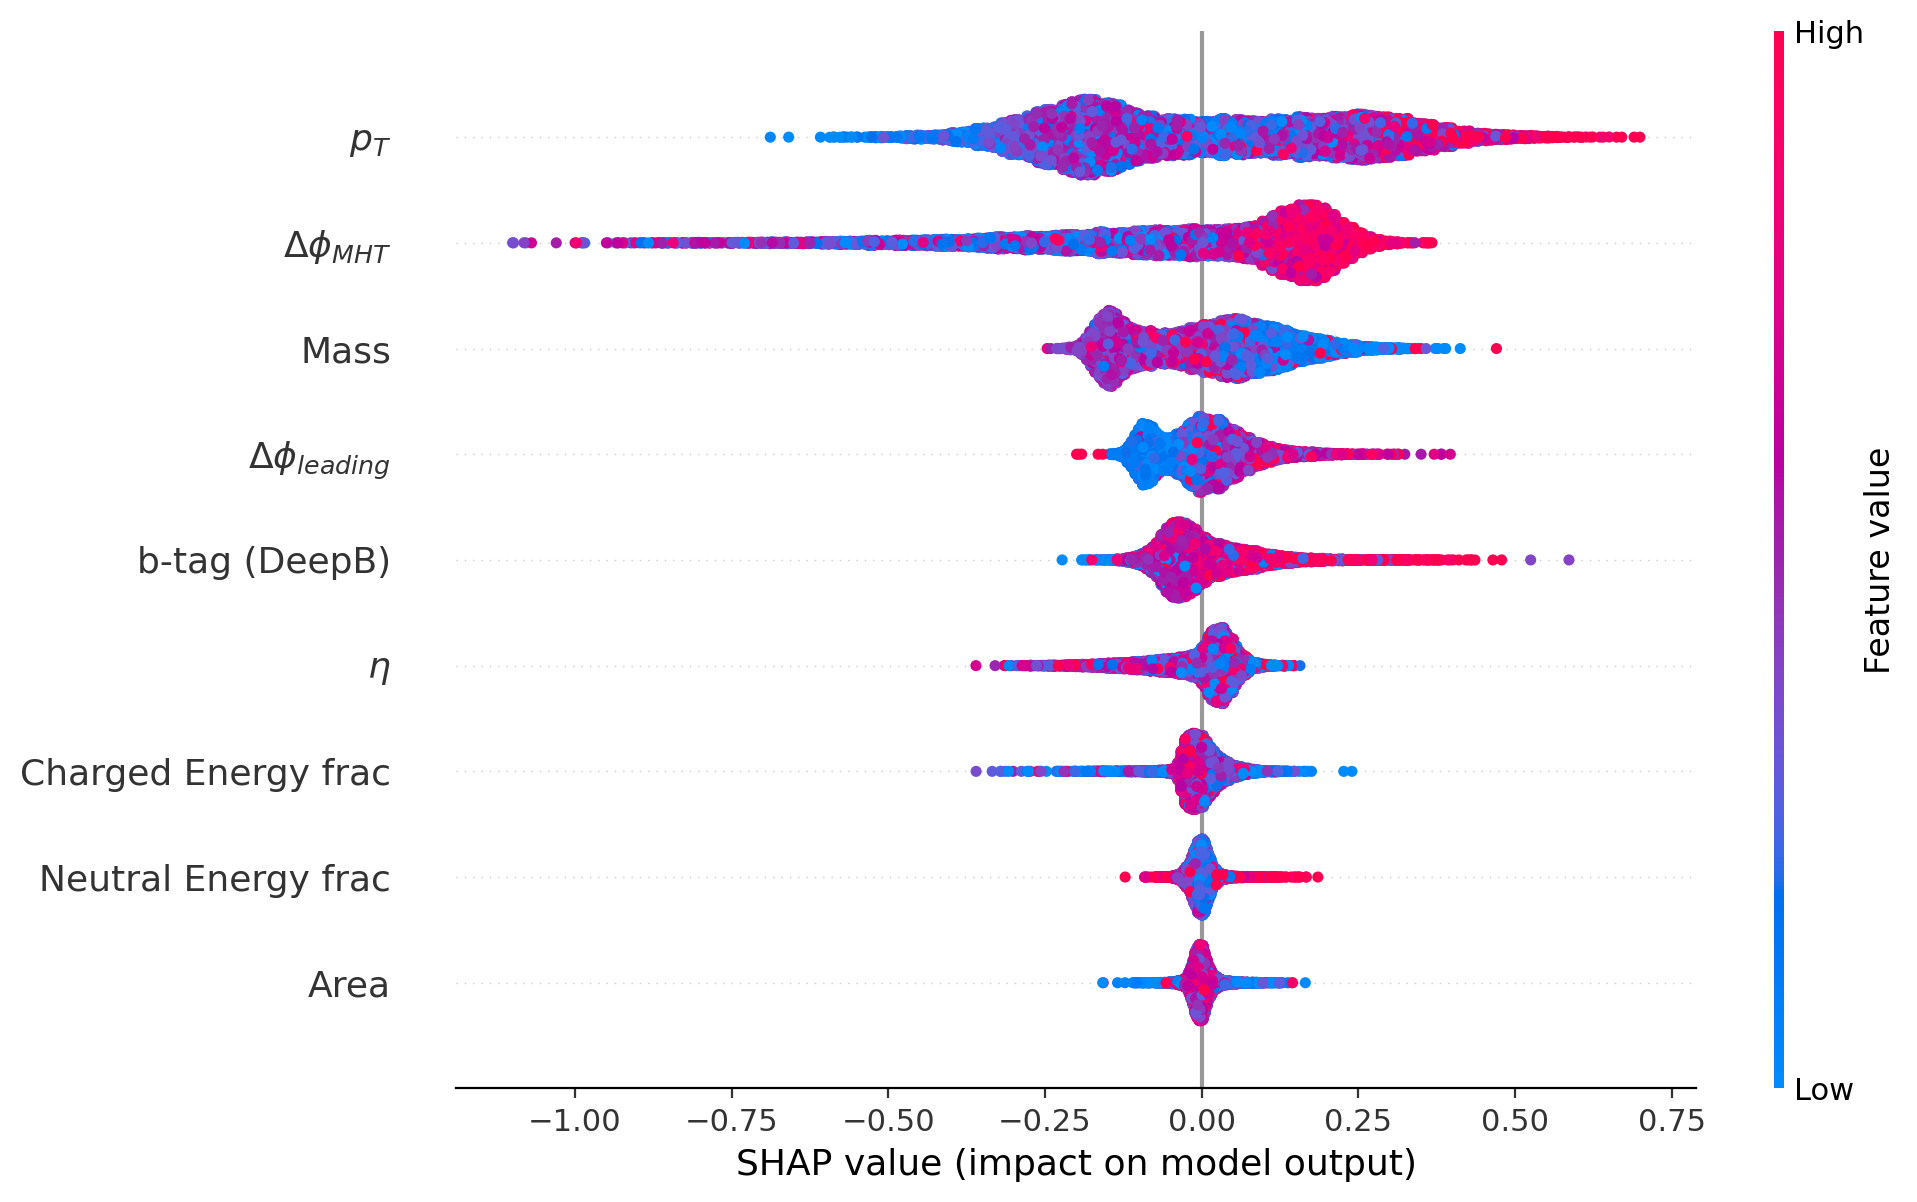 High
p_T
Δϕ_MHT
Mass
Δϕ_leading
b-tag (DeepB)
η
Charged Energy frac
Neutral Energy frac
Area
Feature value
Low
−1.00 −0.75 −0.50 −0.25 0.00 0.25 0.50 0.75
SHAP value (impact on model output)